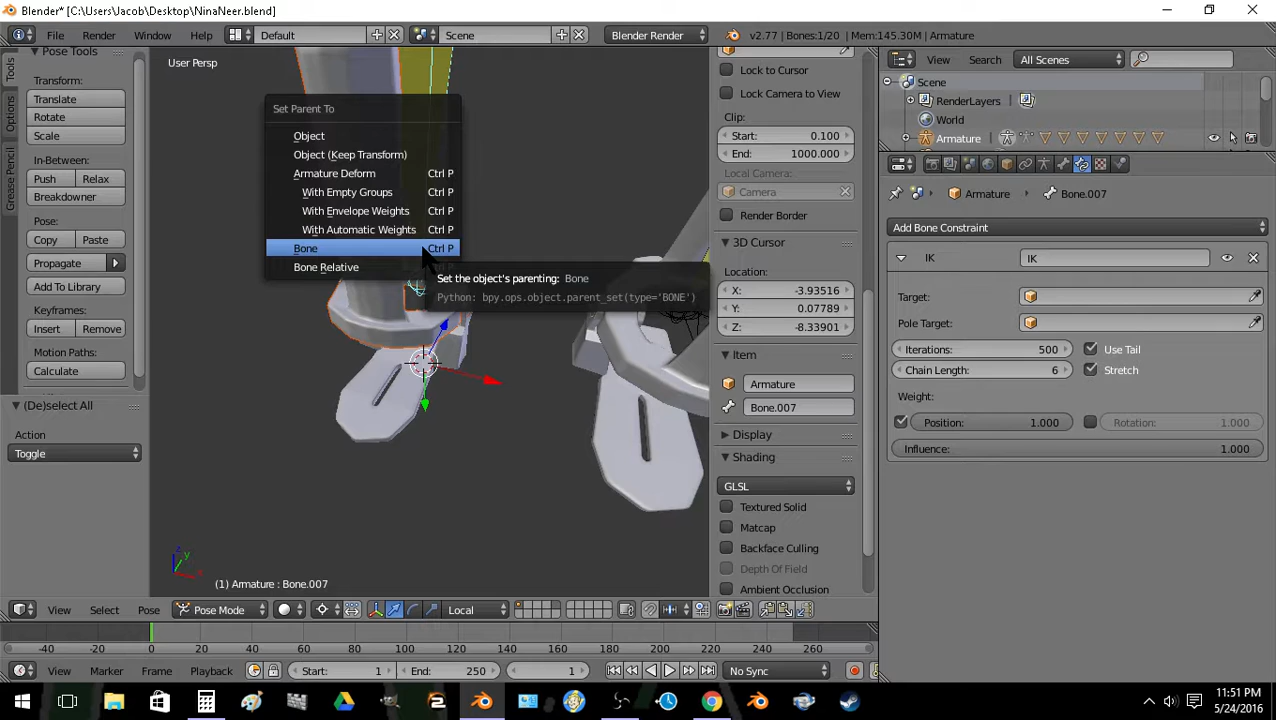 Blender* [C:\Users\Jacob\Desktop\NinaNeer.blend]
File Render Window Help Default Scene Blender Render v2.77 | Bones:1/20 | Mem:145.30M | Armature
Tools
Options
Grease Pencil
Pose Tools
Transform:
Translate
Rotate
Scale
In-Between:
Push Relax
Breakdowner
Pose:
Copy Paste
Propagate
Add To Library
Keyframes:
Insert Remove
Motion Paths:
Calculate
(De)select All
Action
Toggle
User Persp
Set Parent To
Object
Object (Keep Transform)
Armature Deform Ctrl P
With Empty Groups Ctrl P
With Envelope Weights Ctrl P
With Automatic Weights Ctrl P
Bone Ctrl P
Bone Relative
Set the object's parenting: Bone
Python: bpy.ops.object.parent_set(type='BONE')
(1) Armature : Bone.007
View Select Pose Pose Mode Local
Lock to Cursor
Lock Camera to View
Clip:
Start: 0.100
End: 1000.000
Local Camera:
Camera
Render Border
3D Cursor
Location:
X: -3.93516
Y: 0.07789
Z: -8.33901
Item
Armature
Bone.007
Display
Shading
GLSL
Textured Solid
Matcap
Backface Culling
Depth Of Field
Ambient Occlusion
View Search All Scenes
Scene
RenderLayers
World
Armature
Armature Bone.007
Add Bone Constraint
IK IK
Target:
Pole Target:
Iterations: 500 Use Tail
Chain Length: 6 Stretch
Weight:
Position: 1.000 Rotation: 1.000
Influence: 1.000
-40 -20 0 20 40 60 80 100 120 140 160 180 200 220 240 260
View Marker Frame Playback Start: 1 End: 250 1 No Sync
11:51 PM
5/24/2016